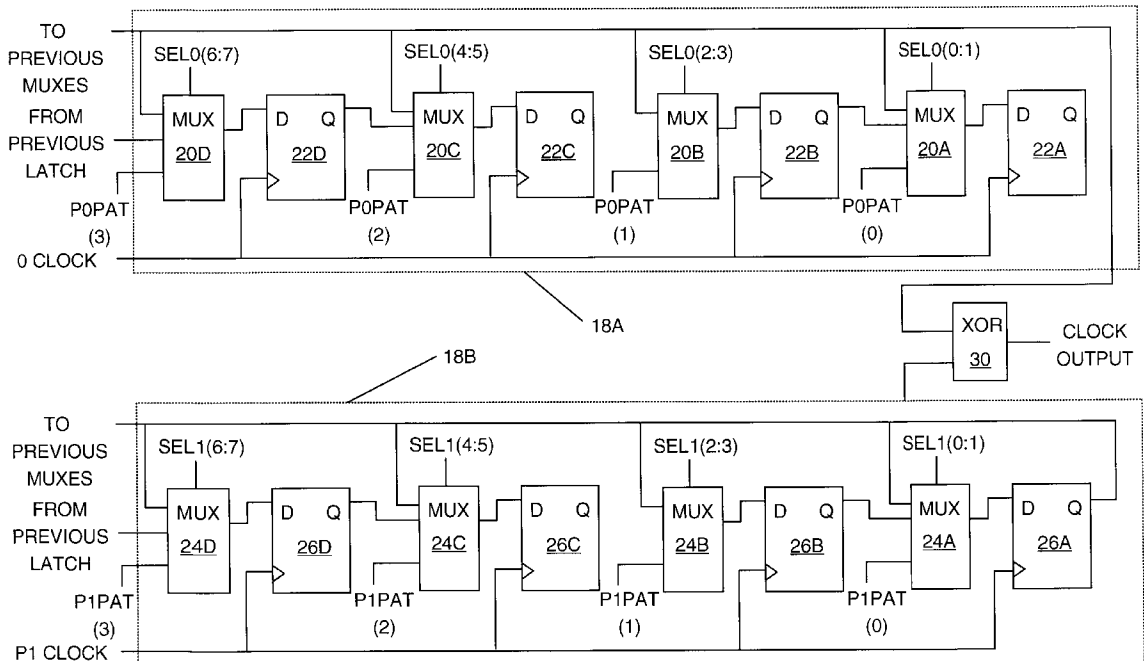 TO
PREVIOUS
MUXES
FROM
PREVIOUS
LATCH
P0PAT
(3)
0 CLOCK
SEL0(6:7)
MUX
20D
D Q
22D
SEL0(4:5)
MUX
20C
P0PAT
(2)
D Q
22C
SEL0(2:3)
MUX
20B
P0PAT
(1)
D Q
22B
SEL0(0:1)
MUX
20A
P0PAT
(0)
D Q
22A
18A
18B
XOR
30
CLOCK
OUTPUT
TO
PREVIOUS
MUXES
FROM
PREVIOUS
LATCH
P1PAT
(3)
P1 CLOCK
SEL1(6:7)
MUX
24D
D Q
26D
SEL1(4:5)
MUX
24C
P1PAT
(2)
D Q
26C
SEL1(2:3)
MUX
24B
P1PAT
(1)
D Q
26B
SEL1(0:1)
MUX
24A
P1PAT
(0)
D Q
26A